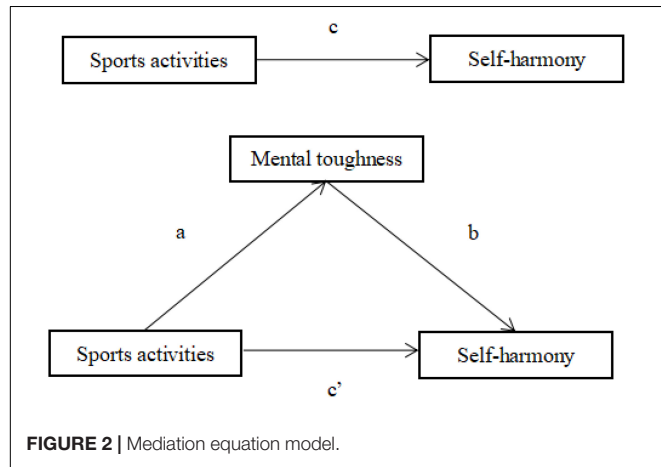 c
Sports activities
Self-harmony
Mental toughness
a
b
Sports activities
Self-harmony
c'
FIGURE 2 | Mediation equation model.